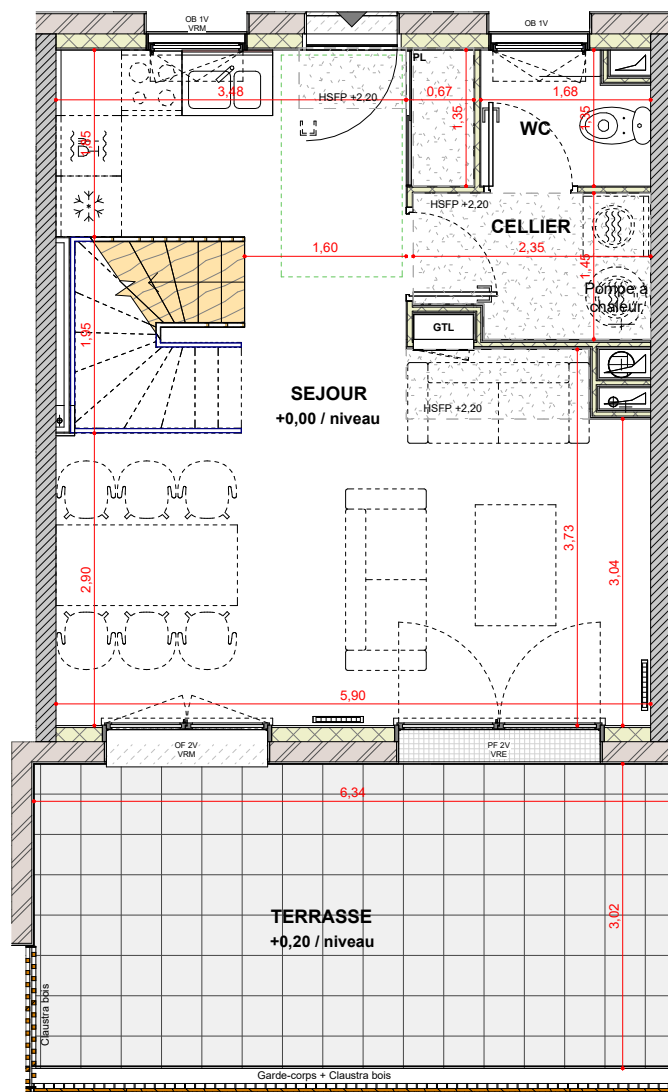 OB 1V
VRM
OB 1V
PL
3,48
HSFP +2,20
0,67
1,68
1,35
1,35
WC
1,85
HSFP +2,20
CELLIER
1,60
2,35
1,45
Pompe à
chaleur
GTL
1,95
SEJOUR
+0,00 / niveau
HSFP +2,20
2,90
3,73
3,04
5,90
OF 2V
VRM
PF 2V
VRE
6,34
TERRASSE
+0,20 / niveau
3,02
Claustra bois
Garde-corps + Claustra bois